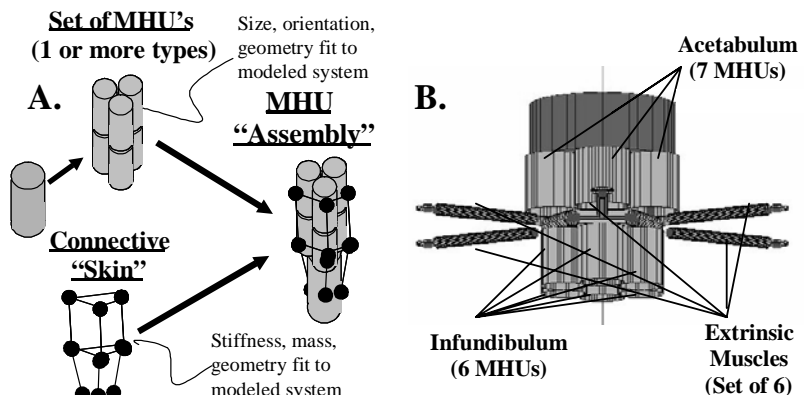 Set of MHU's
(1 or more types)
Size, orientation,
geometry fit to
modeled system
A.
MHU
“Assembly”
Connective
“Skin”
Stiffness, mass,
geometry fit to
modeled system
B.
Acetabulum
(7 MHUs)
Infundibulum
(6 MHUs)
Extrinsic
Muscles
(Set of 6)